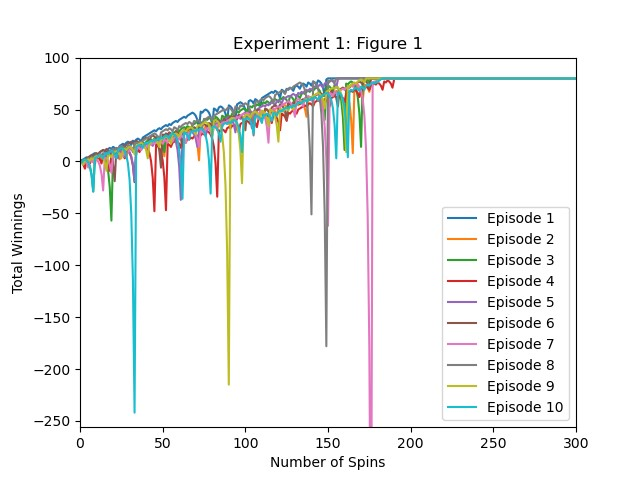 Experiment 1: Figure 1
Total Winnings
100
50
0
−50
−100
−150
−200
−250
0
50
100
150
200
250
300
Number of Spins
Episode 1
Episode 2
Episode 3
Episode 4
Episode 5
Episode 6
Episode 7
Episode 8
Episode 9
Episode 10